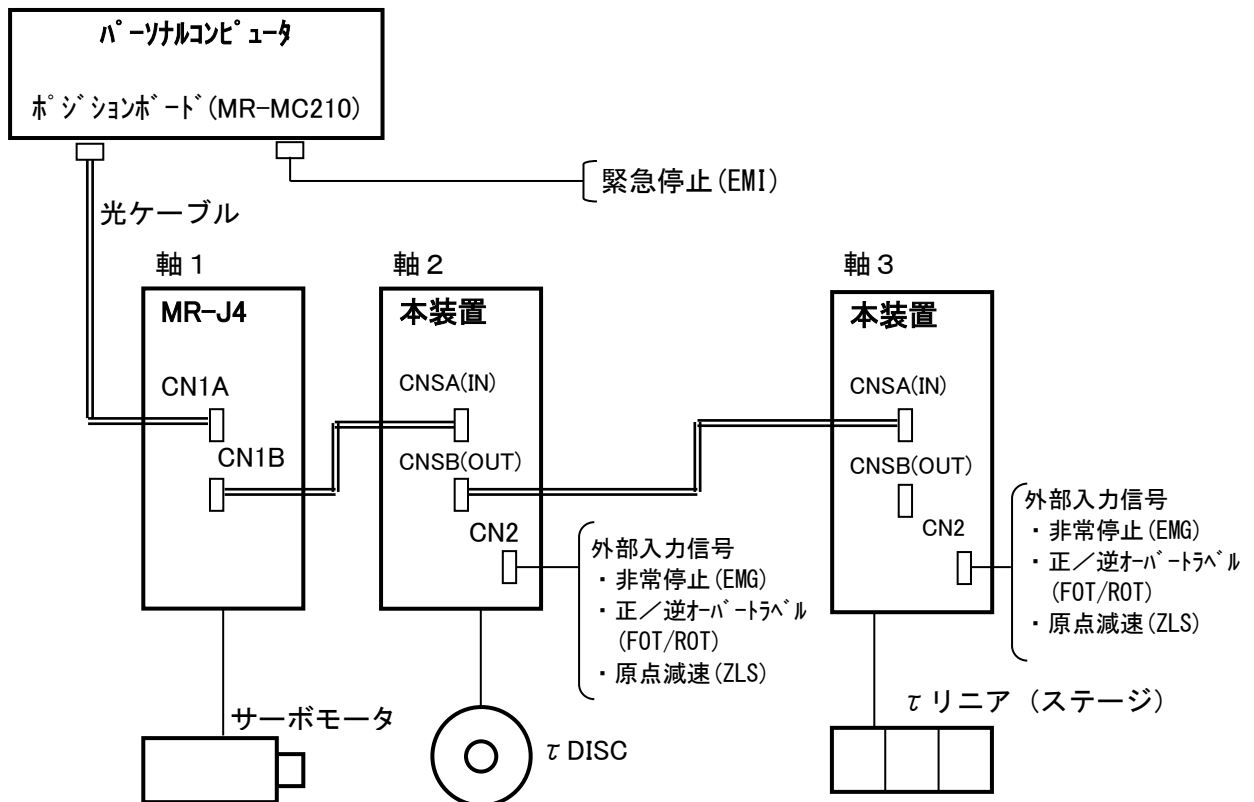 パーソナルコンピュータ
ポジションボード(MR-MC210)
緊急停止(EMI)
光ケーブル
軸1
軸2
軸3
MR-J4
本装置
本装置
CN1A
CNSA(IN)
CNSA(IN)
CN1B
CNSB(OUT)
CNSB(OUT)
CN2
外部入力信号
・非常停止(EMG)
・正/逆オーバートラベル
(FOT/ROT)
・原点減速(ZLS)
CN2
外部入力信号
・非常停止(EMG)
・正/逆オーバートラベル
(FOT/ROT)
・原点減速(ZLS)
サーボモータ
τ DISC
τリニア(ステージ)